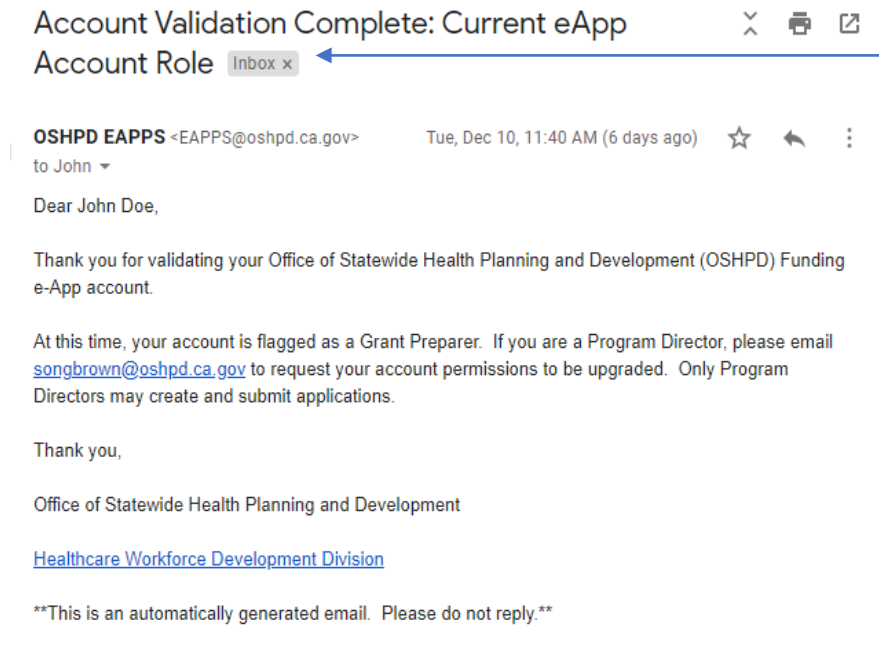 Account Validation Complete: Current eApp
Account Role Inbox x
OSHPD EAPPS <EAPPS@oshpd.ca.gov> Tue, Dec 10, 11:40 AM (6 days ago)
to John
Dear John Doe,
Thank you for validating your Office of Statewide Health Planning and Development (OSHPD) Funding
e-App account.
At this time, your account is flagged as a Grant Preparer.  If you are a Program Director, please email
songbrown@oshpd.ca.gov to request your account permissions to be upgraded.  Only Program
Directors may create and submit applications.
Thank you,
Office of Statewide Health Planning and Development
Healthcare Workforce Development Division
**This is an automatically generated email.  Please do not reply.**